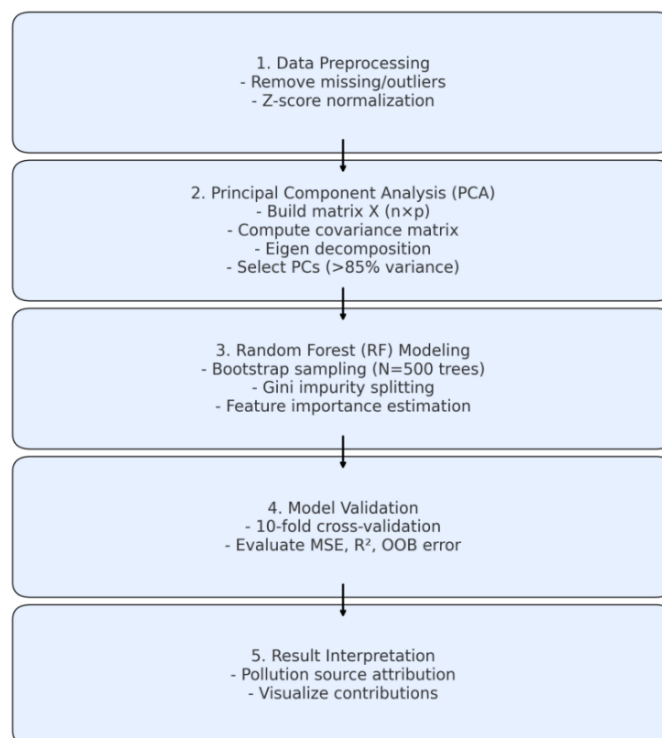 1. Data Preprocessing
- Remove missing/outliers
- Z-score normalization
2. Principal Component Analysis (PCA)
- Build matrix X (n×p)
- Compute covariance matrix
- Eigen decomposition
- Select PCs (>85% variance)
3. Random Forest (RF) Modeling
- Bootstrap sampling (N=500 trees)
- Gini impurity splitting
- Feature importance estimation
4. Model Validation
- 10-fold cross-validation
- Evaluate MSE, R², OOB error
5. Result Interpretation
- Pollution source attribution
- Visualize contributions